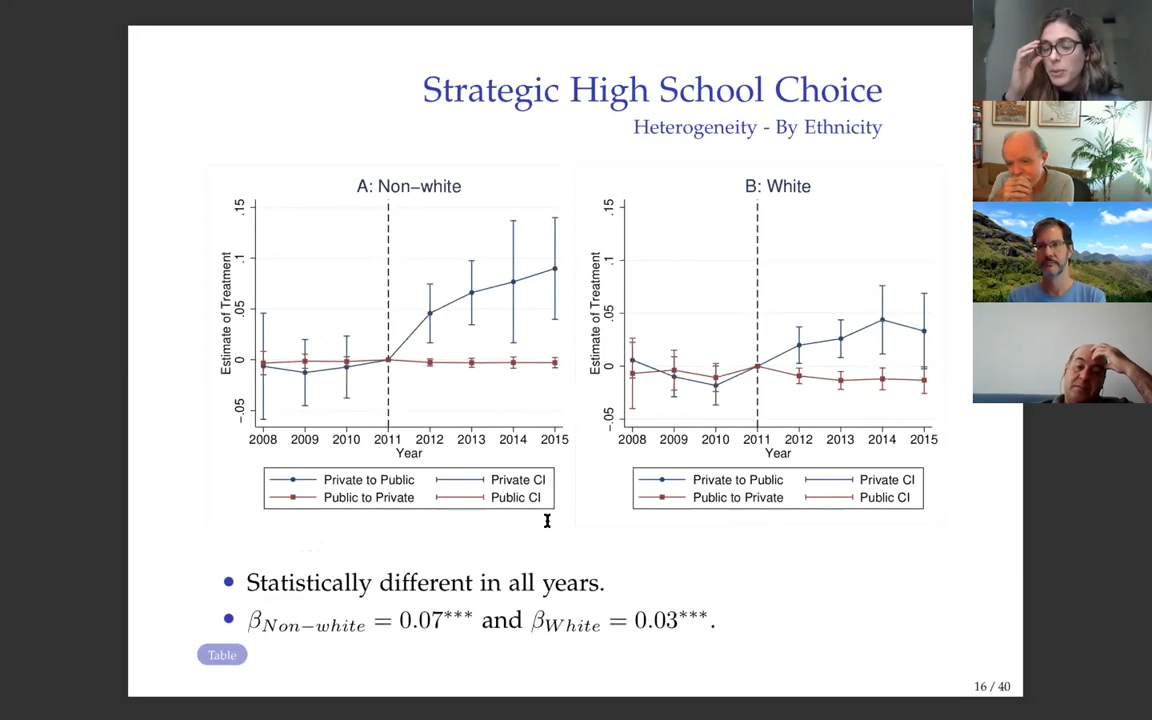 Strategic High School Choice
Heterogeneity - By Ethnicity
A: Non-white
.15
.1
.05
0
-.05
Estimate of Treatment
2008 2009 2010 2011 2012 2013 2014 2015
Year
Private to Public Private CI
Public to Private Public CI
B: White
.15
.1
.05
0
-.05
Estimate of Treatment
2008 2009 2010 2011 2012 2013 2014 2015
Year
Private to Public Private CI
Public to Private Public CI
• Statistically different in all years.
• β_Non−white = 0.07*** and β_White = 0.03***.
Table
16 / 40